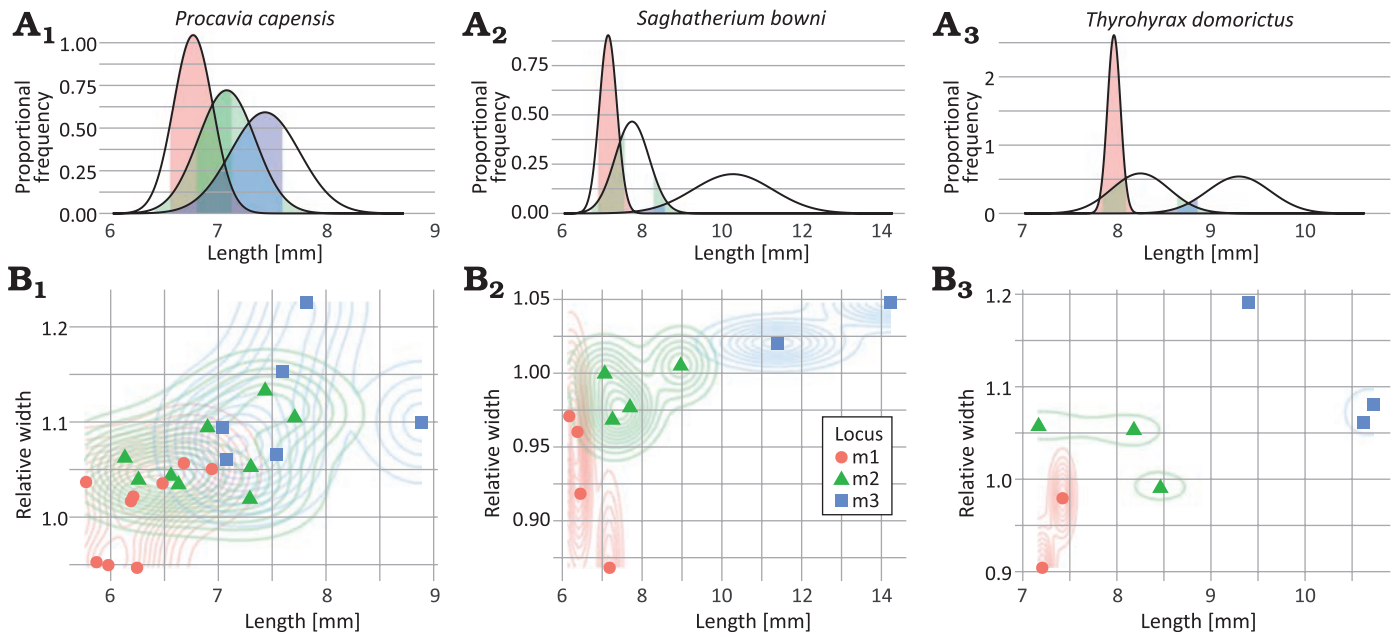 A1
Procavia capensis
Proportional
frequency
1.00
0.75
0.50
0.25
0.00
6 7 8 9
Length [mm]
A2
Saghatherium bowni
Proportional
frequency
0.75
0.50
0.25
0.00
6 8 10 12 14
Length [mm]
A3
Thyrohyrax domorictus
Proportional
frequency
2
1
0
7 8 9 10
Length [mm]
B1
Relative width
1.2
1.1
1.0
6 7 8 9
Length [mm]
B2
Relative width
1.05
1.00
0.95
0.90
6 8 10 12 14
Length [mm]
Locus
m1
m2
m3
B3
Relative width
1.2
1.10
1.0
0.9
7 8 9 10
Length [mm]